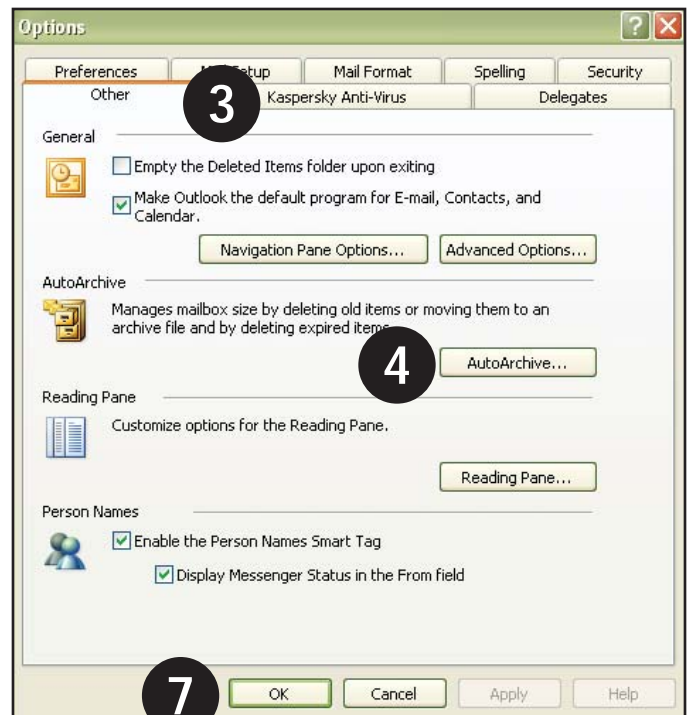 Options
Preferences Mail Setup Mail Format Spelling Security
Other Kaspersky Anti-Virus Delegates
3
General
Empty the Deleted Items folder upon exiting
Make Outlook the default program for E-mail, Contacts, and
Calendar.
Navigation Pane Options... Advanced Options...
AutoArchive
Manages mailbox size by deleting old items or moving them to an
archive file and by deleting expired items.
4
AutoArchive...
Reading Pane
Customize options for the Reading Pane.
Reading Pane...
Person Names
Enable the Person Names Smart Tag
Display Messenger Status in the From field
7
OK Cancel Apply Help